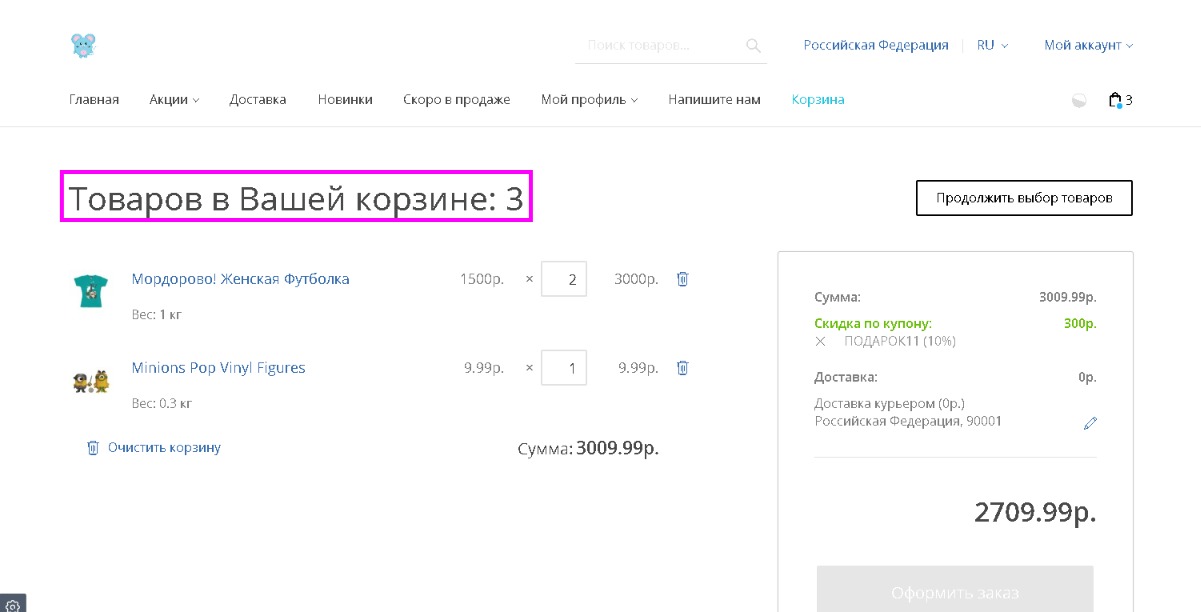 Поиск товаров...
Российская Федерация
RU
Мой аккаунт
Главная Акции Доставка Новинки Скоро в продаже Мой профиль Напишите нам Корзина 3
Товаров в Вашей корзине: 3
Продолжить выбор товаров
Мордорово! Женская Футболка 1500р. × 2 3000р.
Вес: 1 кг
Minions Pop Vinyl Figures 9.99р. × 1 9.99р.
Вес: 0.3 кг
Очистить корзину
Сумма: 3009.99р.
Сумма: 3009.99р.
Скидка по купону: 300р.
ПОДАРОК11 (10%)
Доставка: 0р.
Доставка курьером (0р.)
Российская Федерация, 90001
2709.99р.
Оформить заказ